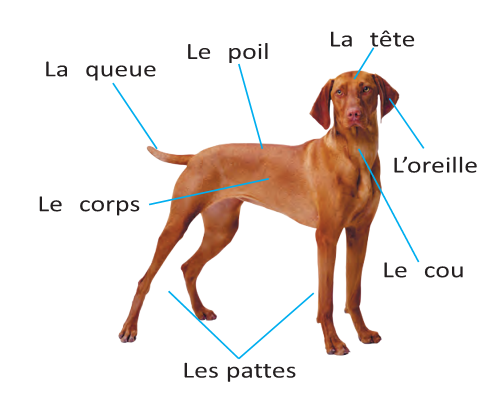 La tête
Le poil
La queue
L'oreille
Le corps
Le cou
Les pattes